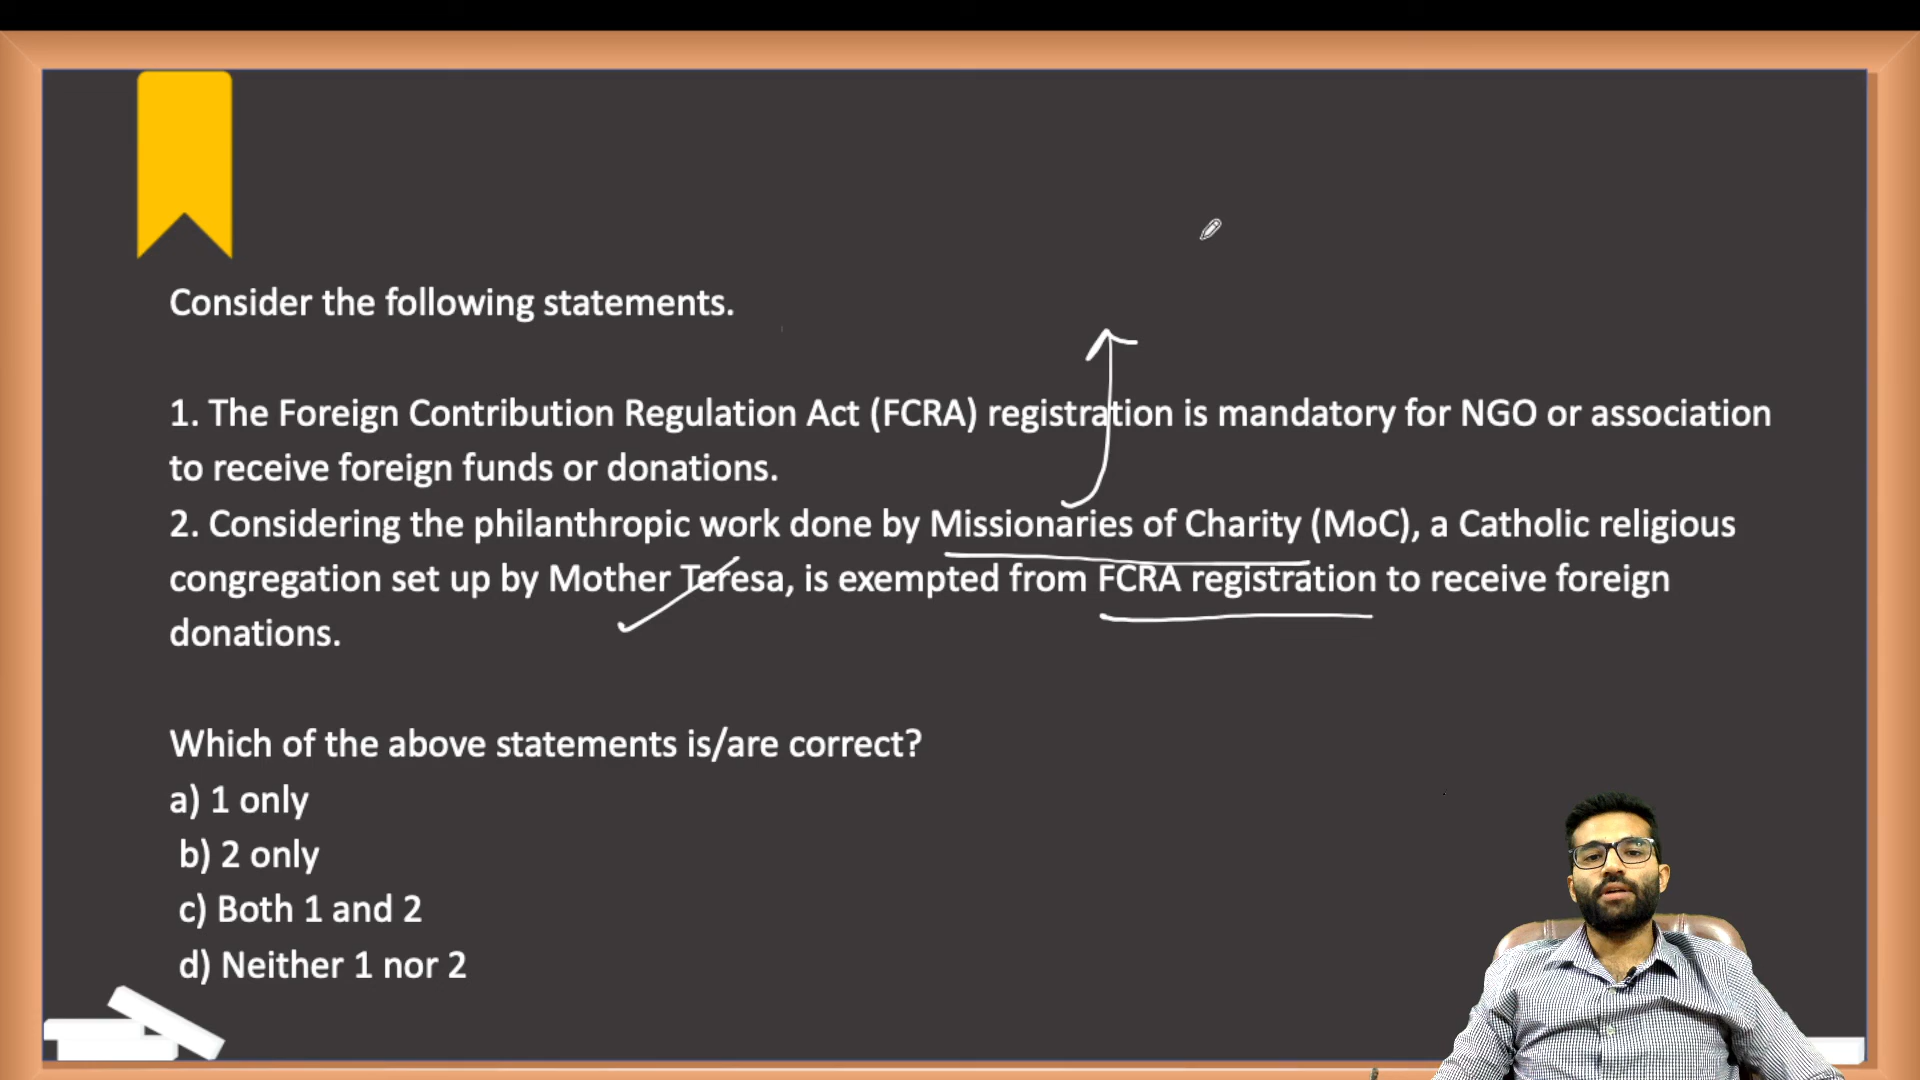 Consider the following statements.
1. The Foreign Contribution Regulation Act (FCRA) registration is mandatory for NGO or association
to receive foreign funds or donations.
2. Considering the philanthropic work done by Missionaries of Charity (MoC), a Catholic religious
congregation set up by Mother Teresa, is exempted from FCRA registration to receive foreign
donations.
Which of the above statements is/are correct?
a) 1 only
b) 2 only
c) Both 1 and 2
d) Neither 1 nor 2